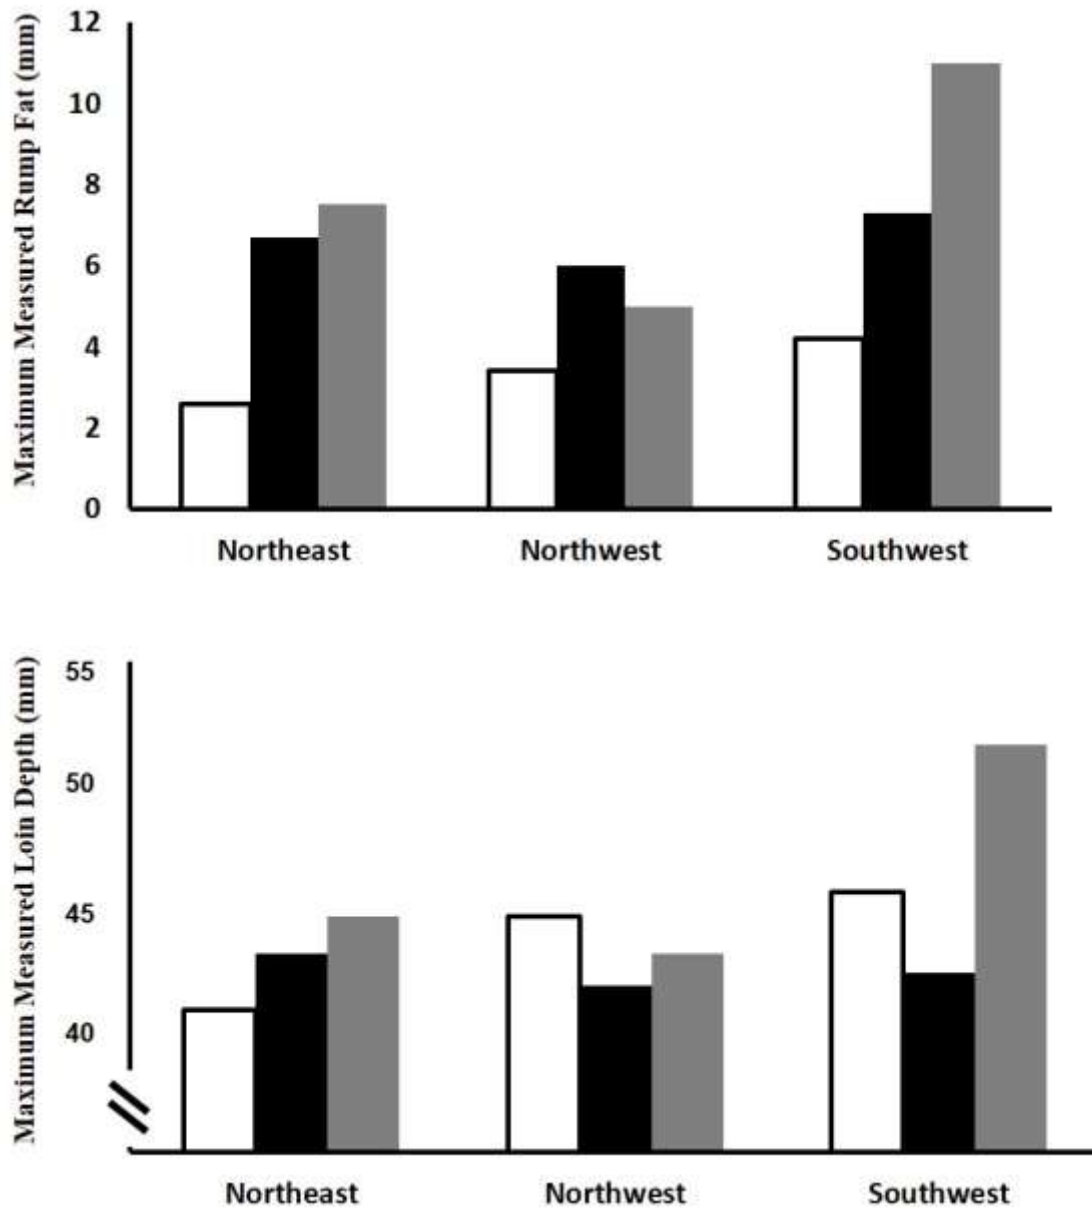 Maximum Measured Rump Fat (mm)
12
10
8
6
4
2
0
Northeast
Northwest
Southwest
Maximum Measured Loin Depth (mm)
55
50
45
40
Northeast
Northwest
Southwest